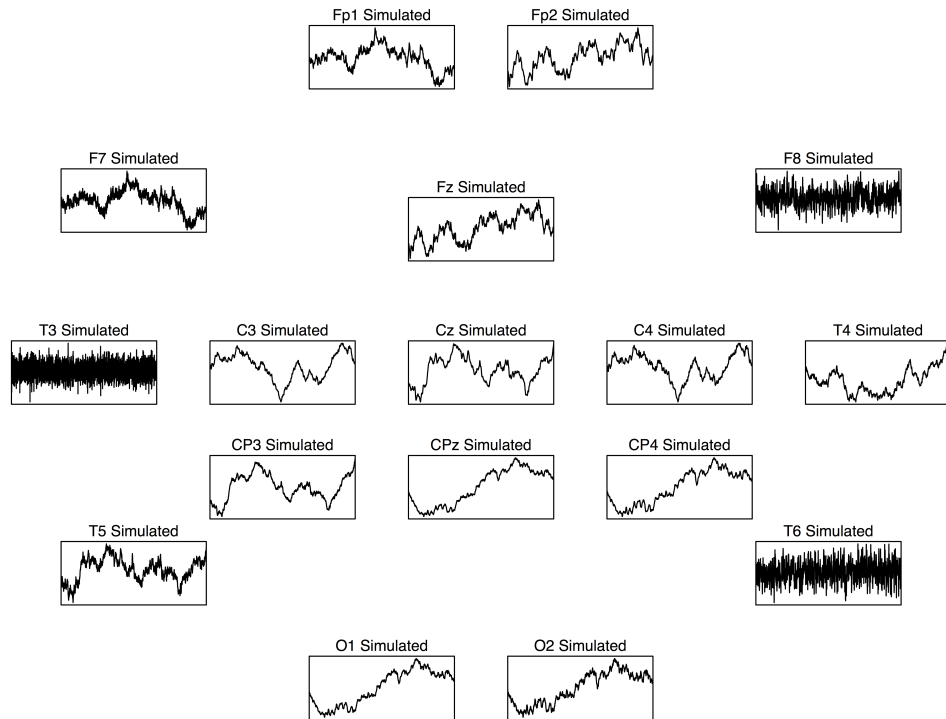 Fp1 Simulated
Fp2 Simulated
F7 Simulated
F8 Simulated
Fz Simulated
T3 Simulated
C3 Simulated
Cz Simulated
C4 Simulated
T4 Simulated
CP3 Simulated
CPz Simulated
CP4 Simulated
T5 Simulated
T6 Simulated
O1 Simulated
O2 Simulated